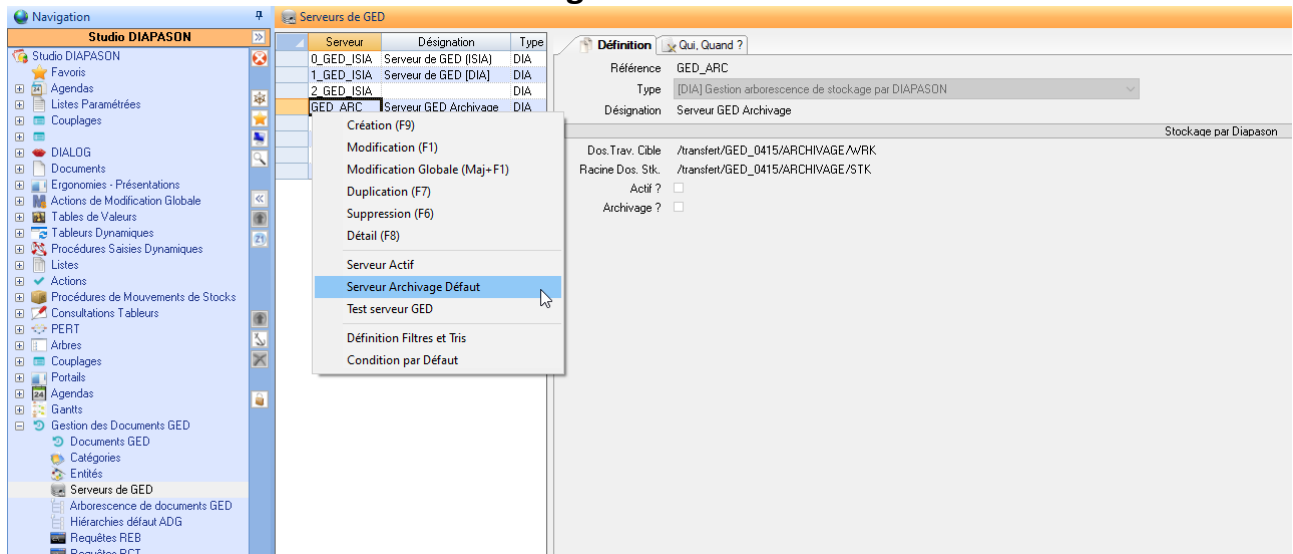 Navigation
Studio DIAPASON
Studio DIAPASON
Favoris
Agendas
Listes Paramétrées
Couplages
DIALOG
Documents
Ergonomies - Présentations
Actions de Modification Globale
Tables de Valeurs
Tableurs Dynamiques
Procédures Saisies Dynamiques
Listes
Actions
Procédures de Mouvements de Stocks
Consultations Tableurs
PERT
Arbres
Couplages
Portails
Agendas
Gantts
Gestion des Documents GED
Documents GED
Catégories
Entités
Serveurs de GED
Arborescence de documents GED
Hiérarchies défaut ADG
Requêtes REB
Serveurs de GED
Serveur Désignation Type
0_GED_ISIA Serveur de GED (ISIA) DIA
1_GED_ISIA Serveur de GED [DIA] DIA
2_GED_ISIA DIA
GED_ARC Serveur GED Archivage DIA
Création (F9)
Modification (F1)
Modification Globale (Maj+F1)
Duplication (F7)
Suppression (F6)
Détail (F8)
Serveur Actif
Serveur Archivage Défaut
Test serveur GED
Définition Filtres et Tris
Condition par Défaut
Définition Qui, Quand ?
Référence GED_ARC
Type [DIA] Gestion arborescence de stockage par DIAPASON
Désignation Serveur GED Archivage
Stockage par Diapason
Dos.Trav. Cible /transfert/GED_0415/ARCHIVAGE/WRK
Racine Dos. Stk. /transfert/GED_0415/ARCHIVAGE/STK
Actif ?
Archivage ?